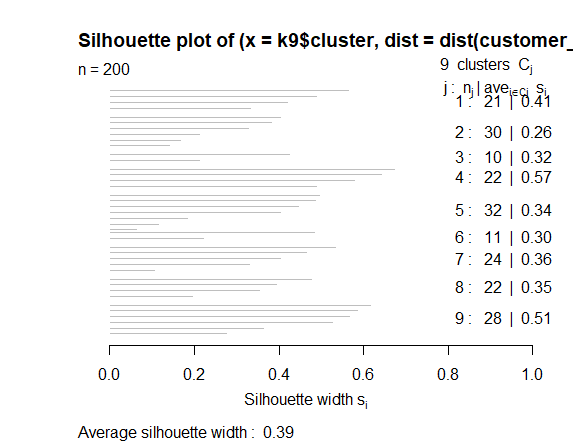 Silhouette plot of (x = k9$cluster, dist = dist(customer_
n = 200
9 clusters Cj
j : nj | avei∈Cj si
1 : 21 | 0.41
2 : 30 | 0.26
3 : 10 | 0.32
4 : 22 | 0.57
5 : 32 | 0.34
6 : 11 | 0.30
7 : 24 | 0.36
8 : 22 | 0.35
9 : 28 | 0.51
0.0 0.2 0.4 0.6 0.8 1.0
Silhouette width si
Average silhouette width : 0.39